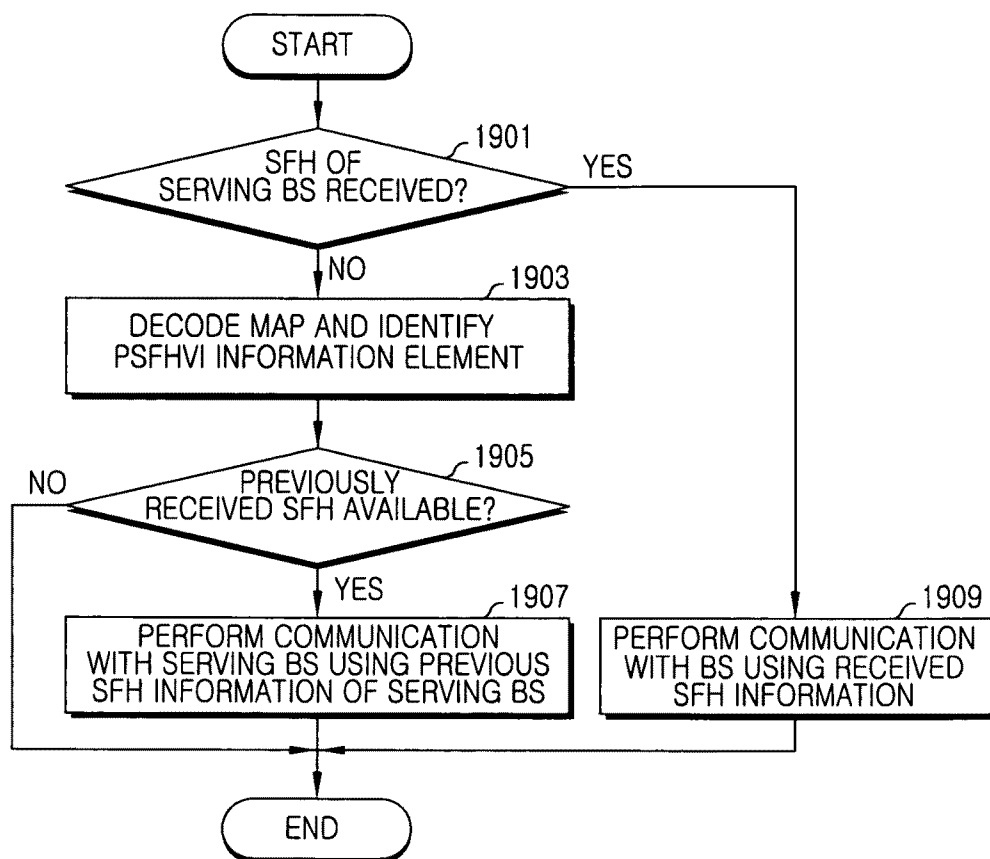 START
1901
SFH OF
SERVING BS RECEIVED?
YES
NO
1903
DECODE MAP AND IDENTIFY
PSFHVI INFORMATION ELEMENT
1905
NO
PREVIOUSLY
RECEIVED SFH AVAILABLE?
YES
1907
PERFORM COMMUNICATION
WITH SERVING BS USING PREVIOUS
SFH INFORMATION OF SERVING BS
1909
PERFORM COMMUNICATION
WITH BS USING RECEIVED
SFH INFORMATION
END